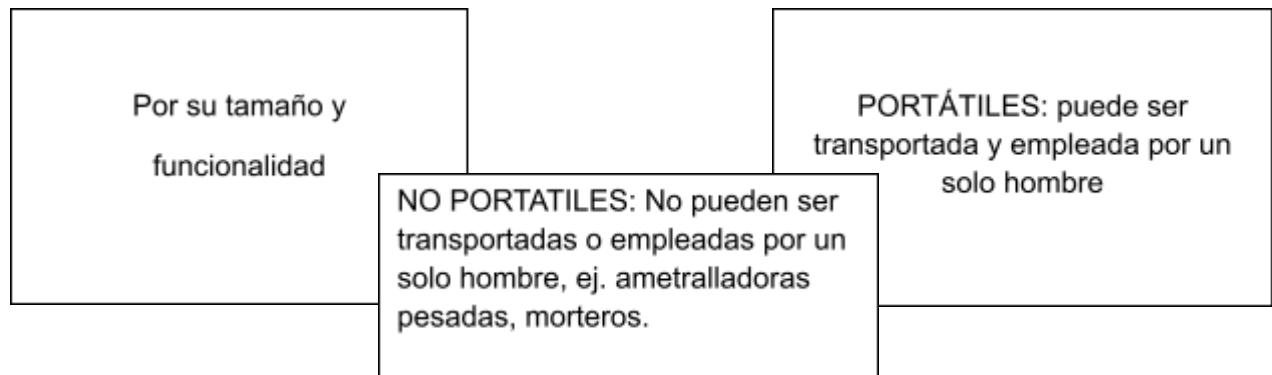 Por su tamaño y
funcionalidad
NO PORTATILES: No pueden ser
transportadas o empleadas por un
solo hombre, ej. ametralladoras
pesadas, morteros.
PORTÁTILES: puede ser
transportada y empleada por un
solo hombre